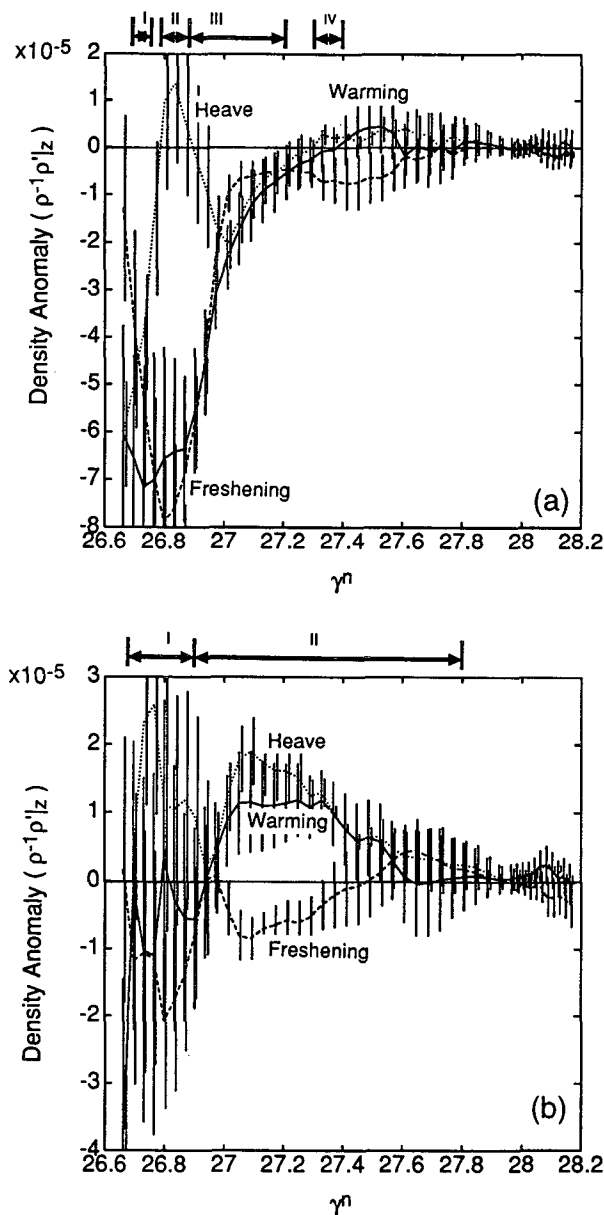 I II III IV
x10-5
2
1
0
-1
-2
-3
-4
-5
-6
-7
-8
Density Anomaly ( ρ-1ρ'|z )
Heave
Warming
Freshening
(a)
26.6 26.8 27 27.2 27.4 27.6 27.8 28 28.2
γn
I II
x10-5
3
2
1
0
-1
-2
-3
-4
Density Anomaly ( ρ-1ρ'|z )
Heave
Warming
Freshening
(b)
26.6 26.8 27 27.2 27.4 27.6 27.8 28 28.2
γn